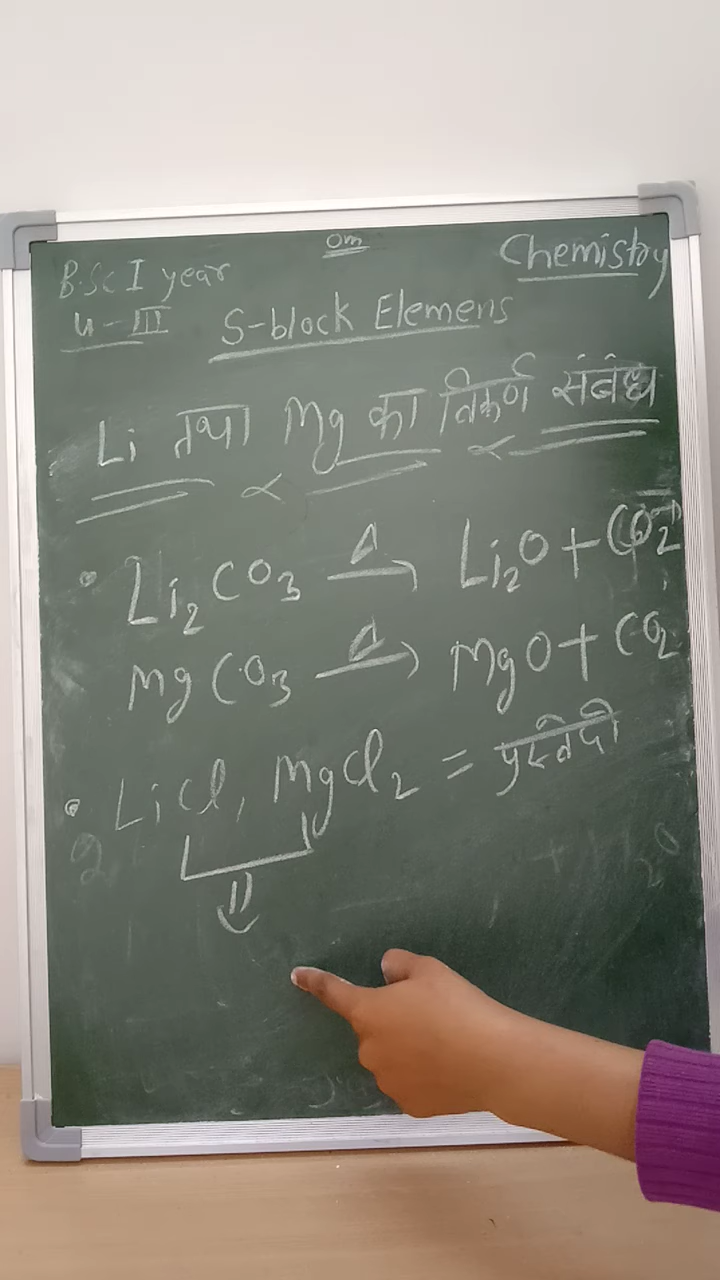 Om
B.Sc I year
Chemistry
U-III
S-block Elemens
Li तथा Mg का विकर्ण संबंध
Li₂CO₃ Δ→ Li₂O + CO₂
MgCO₃ Δ→ MgO + CO₂
LiCl, MgCl₂ = प्रस्वेदी